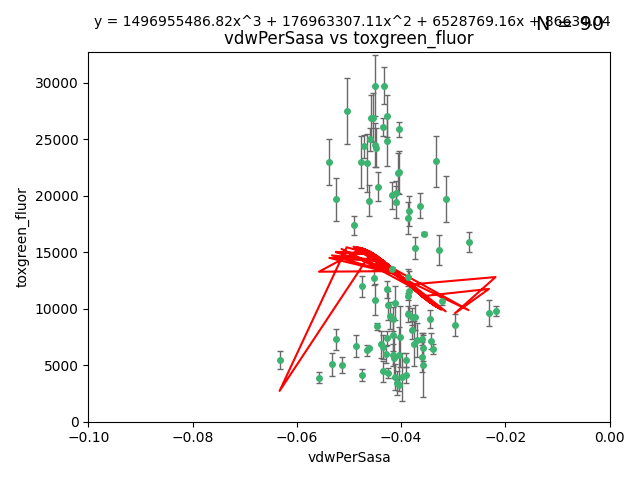 y = 1496955486.82x^3 + 176963307.11x^2 + 6528769.16x + 86639.04
N = 90
vdwPerSasa vs toxgreen_fluor
30000
25000
20000
15000
10000
5000
0
toxgreen_fluor
−0.10 −0.08 −0.06 −0.04 −0.02 0.00
vdwPerSasa